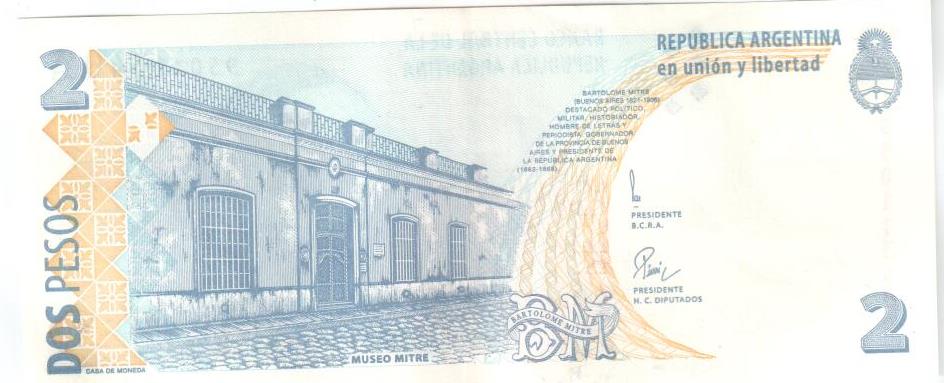 2
DOS PESOS
CASA DE MONEDA
MUSEO MITRE
REPUBLICA ARGENTINA
en unión y libertad
BARTOLOME MITRE
(BUENOS AIRES 1821-1906)
DESTACADO POLITICO,
MILITAR, HISTORIADOR,
HOMBRE DE LETRAS Y
PERIODISTA. GOBERNADOR
DE LA PROVINCIA DE BUENOS
AIRES Y PRESIDENTE DE
LA REPUBLICA ARGENTINA
(1862-1868)
PRESIDENTE
B.C.R.A.
PRESIDENTE
H. C. DIPUTADOS
BM
BARTOLOME MITRE
2